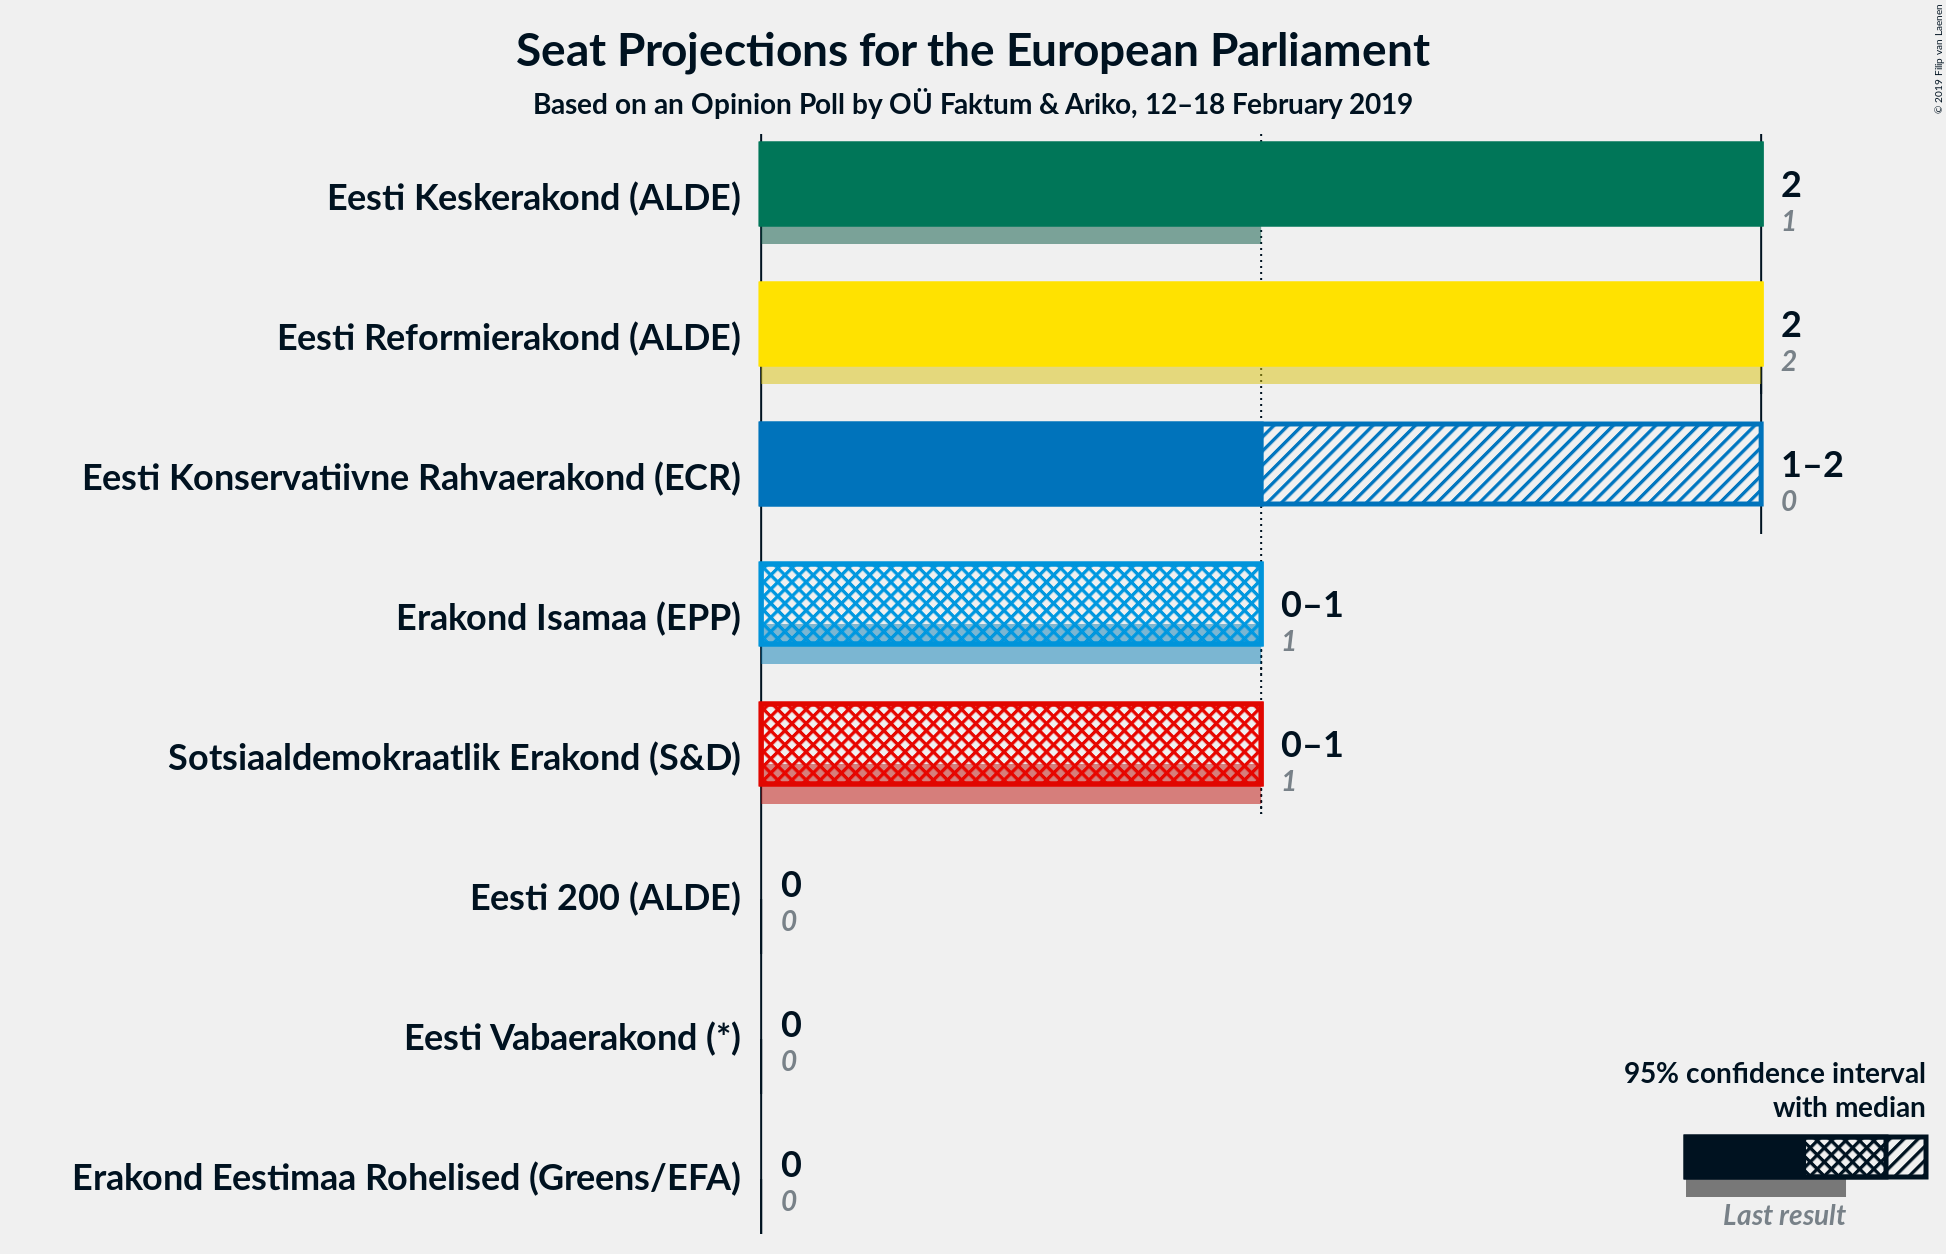 Seat Projections for the European Parliament
Based on an Opinion Poll by OÜ Faktum & Ariko, 12–18 February 2019
© 2019 Filip van Laenen
Eesti Keskerakond (ALDE)
2
1
Eesti Reformierakond (ALDE)
2
2
Eesti Konservatiivne Rahvaerakond (ECR)
1–2
0
Erakond Isamaa (EPP)
0–1
1
Sotsiaaldemokraatlik Erakond (S&D)
0–1
1
Eesti 200 (ALDE)
0
0
Eesti Vabaerakond (*)
0
0
Erakond Eestimaa Rohelised (Greens/EFA)
0
0
95% confidence interval
with median
Last result